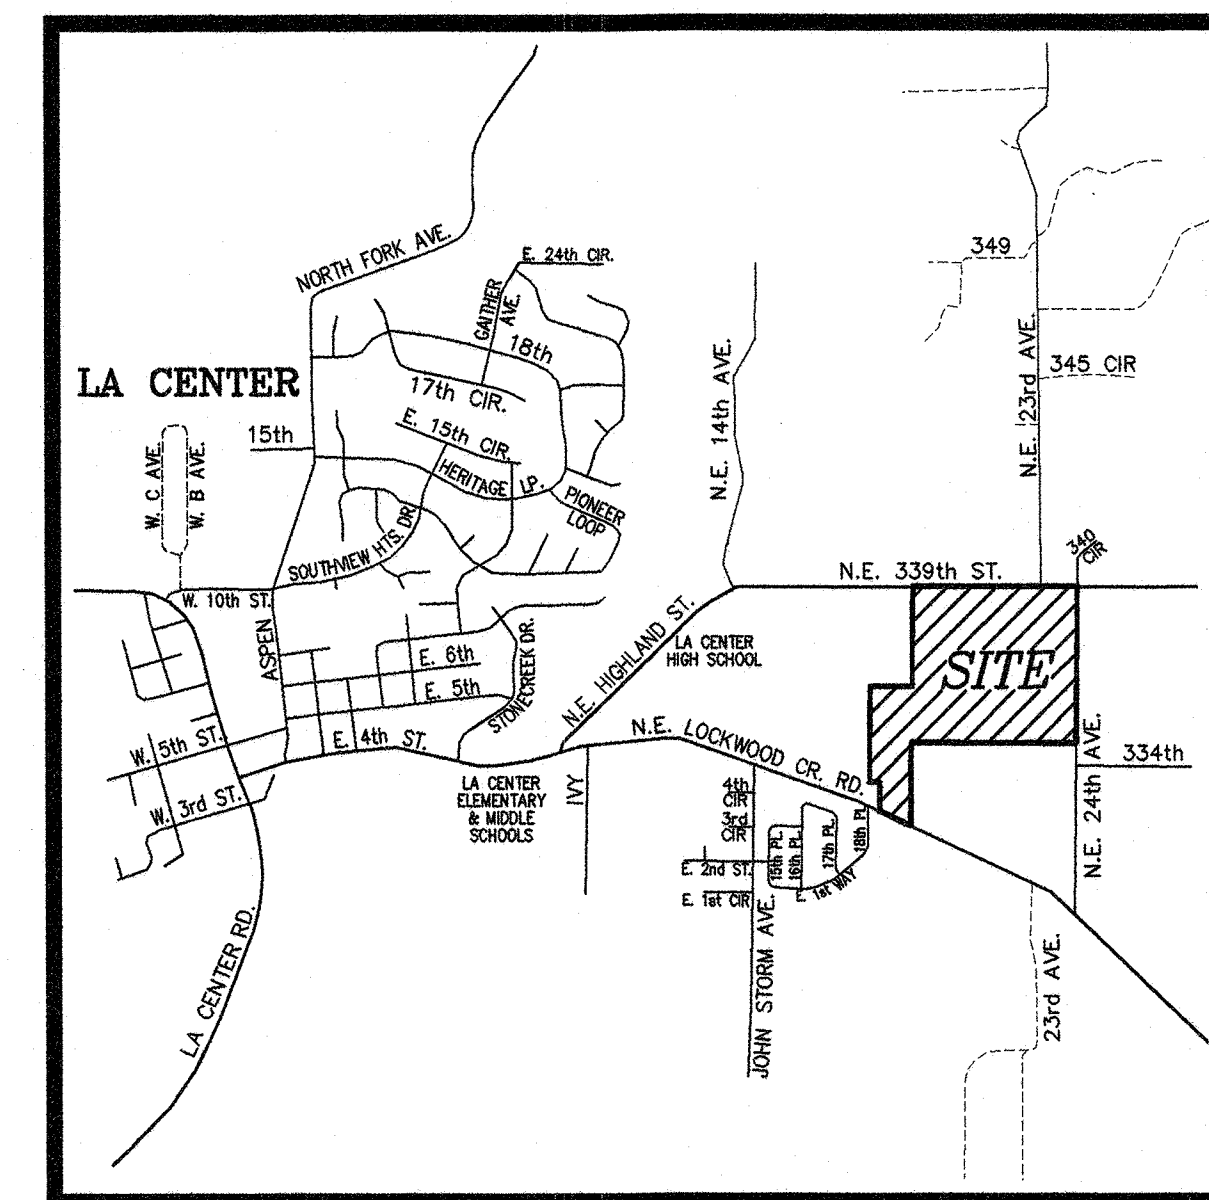 NORTH FORK AVE.
E. 24th CIR.
GAITHER
AVE.
349
18th
17th CIR.
345 CIR
LA CENTER
N.E. 14th AVE.
N.E. 23rd AVE.
E. 15th CIR.
15th
W. C AVE.
W. B AVE.
HERITAGE LP.
PIONEER
LOOP
SOUTHVIEW HTS. DR.
340
CIR
N.E. 339th ST.
W. 10th ST.
ASPEN
E. 6th
E. 5th
STONECREEK DR.
N.E. HIGHLAND ST.
LA CENTER
HIGH SCHOOL
SITE
W. 5th ST.
E. 4th ST.
N.E. LOCKWOOD CR. RD.
N.E. 24th AVE.
334th
W. 3rd ST.
LA CENTER
ELEMENTARY
& MIDDLE
SCHOOLS
IVY
4th
CIR
3rd
CIR
15th PL.
16th PL.
17th PL.
18th PL.
E. 2nd ST.
E. 1st WAY
E. 1st CIR
JOHN STORM AVE.
LA CENTER RD.
23rd AVE.